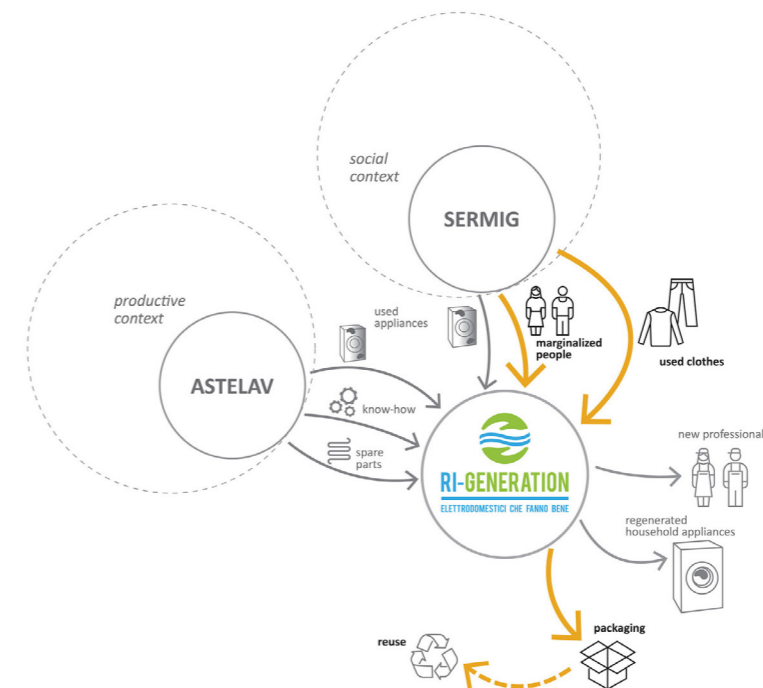 social
context
SERMIG
productive
context
ASTELAV
used
appliances
know-how
spare
parts
marginalized
people
used clothes
RI-GENERATION
ELETTRODOMESTICI CHE FANNO BENE
new professional
regenerated
household appliances
packaging
reuse